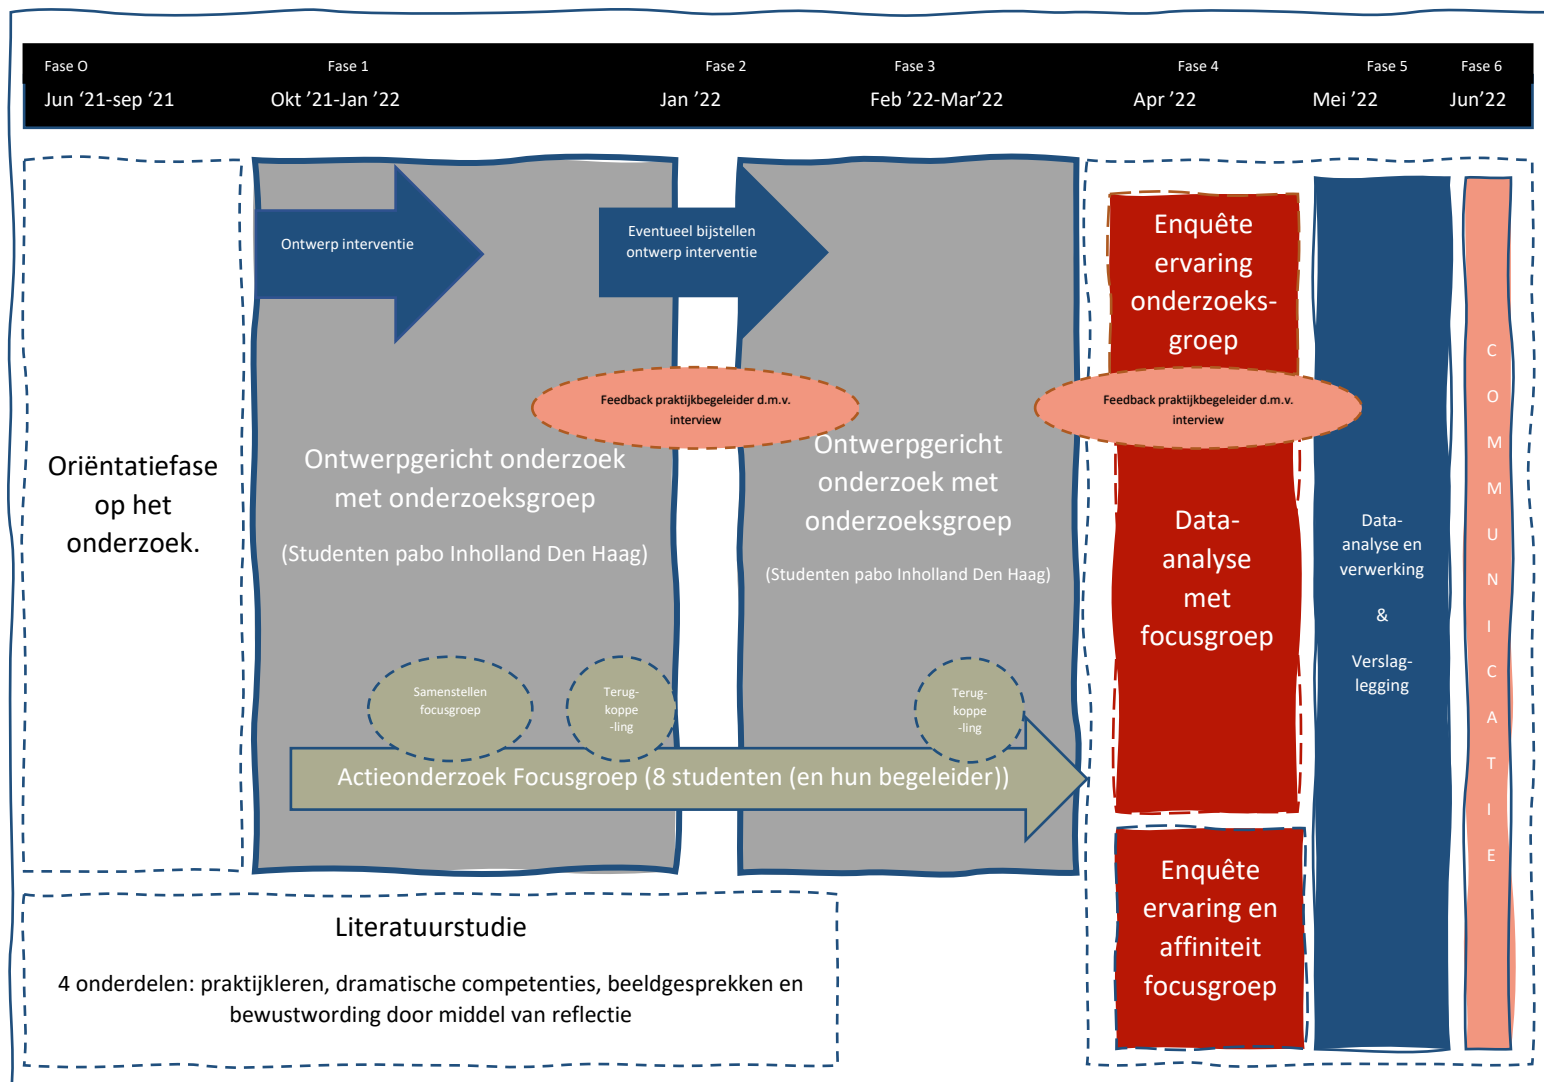 Fase O
Fase 1
Fase 2
Fase 3
Fase 4
Fase 5
Fase 6
Jun ‘21-sep ‘21
Okt ’21-Jan ’22
Jan ’22
Feb ’22-Mar’22
Apr ’22
Mei ’22
Jun’22
Oriëntatiefase
op het
onderzoek.
Ontwerp interventie
Eventueel bijstellen
ontwerp interventie
Feedback praktijkbegeleider d.m.v.
interview
Ontwerpgericht onderzoek
met onderzoeksgroep
(Studenten pabo Inholland Den Haag)
Ontwerpgericht
onderzoek met
onderzoeksgroep
(Studenten pabo Inholland Den Haag)
Samenstellen
focusgroep
Terug-
koppe
-ling
Terug-
koppe
-ling
Actieonderzoek Focusgroep (8 studenten (en hun begeleider))
Enquête
ervaring
onderzoeks-
groep
Feedback praktijkbegeleider d.m.v.
interview
Data-
analyse
met
focusgroep
Enquête
ervaring en
affiniteit
focusgroep
Data-
analyse en
verwerking
&
Verslag-
legging
C
O
M
M
U
N
I
C
A
T
I
E
Literatuurstudie
4 onderdelen: praktijkleren, dramatische competenties, beeldgesprekken en
bewustwording door middel van reflectie